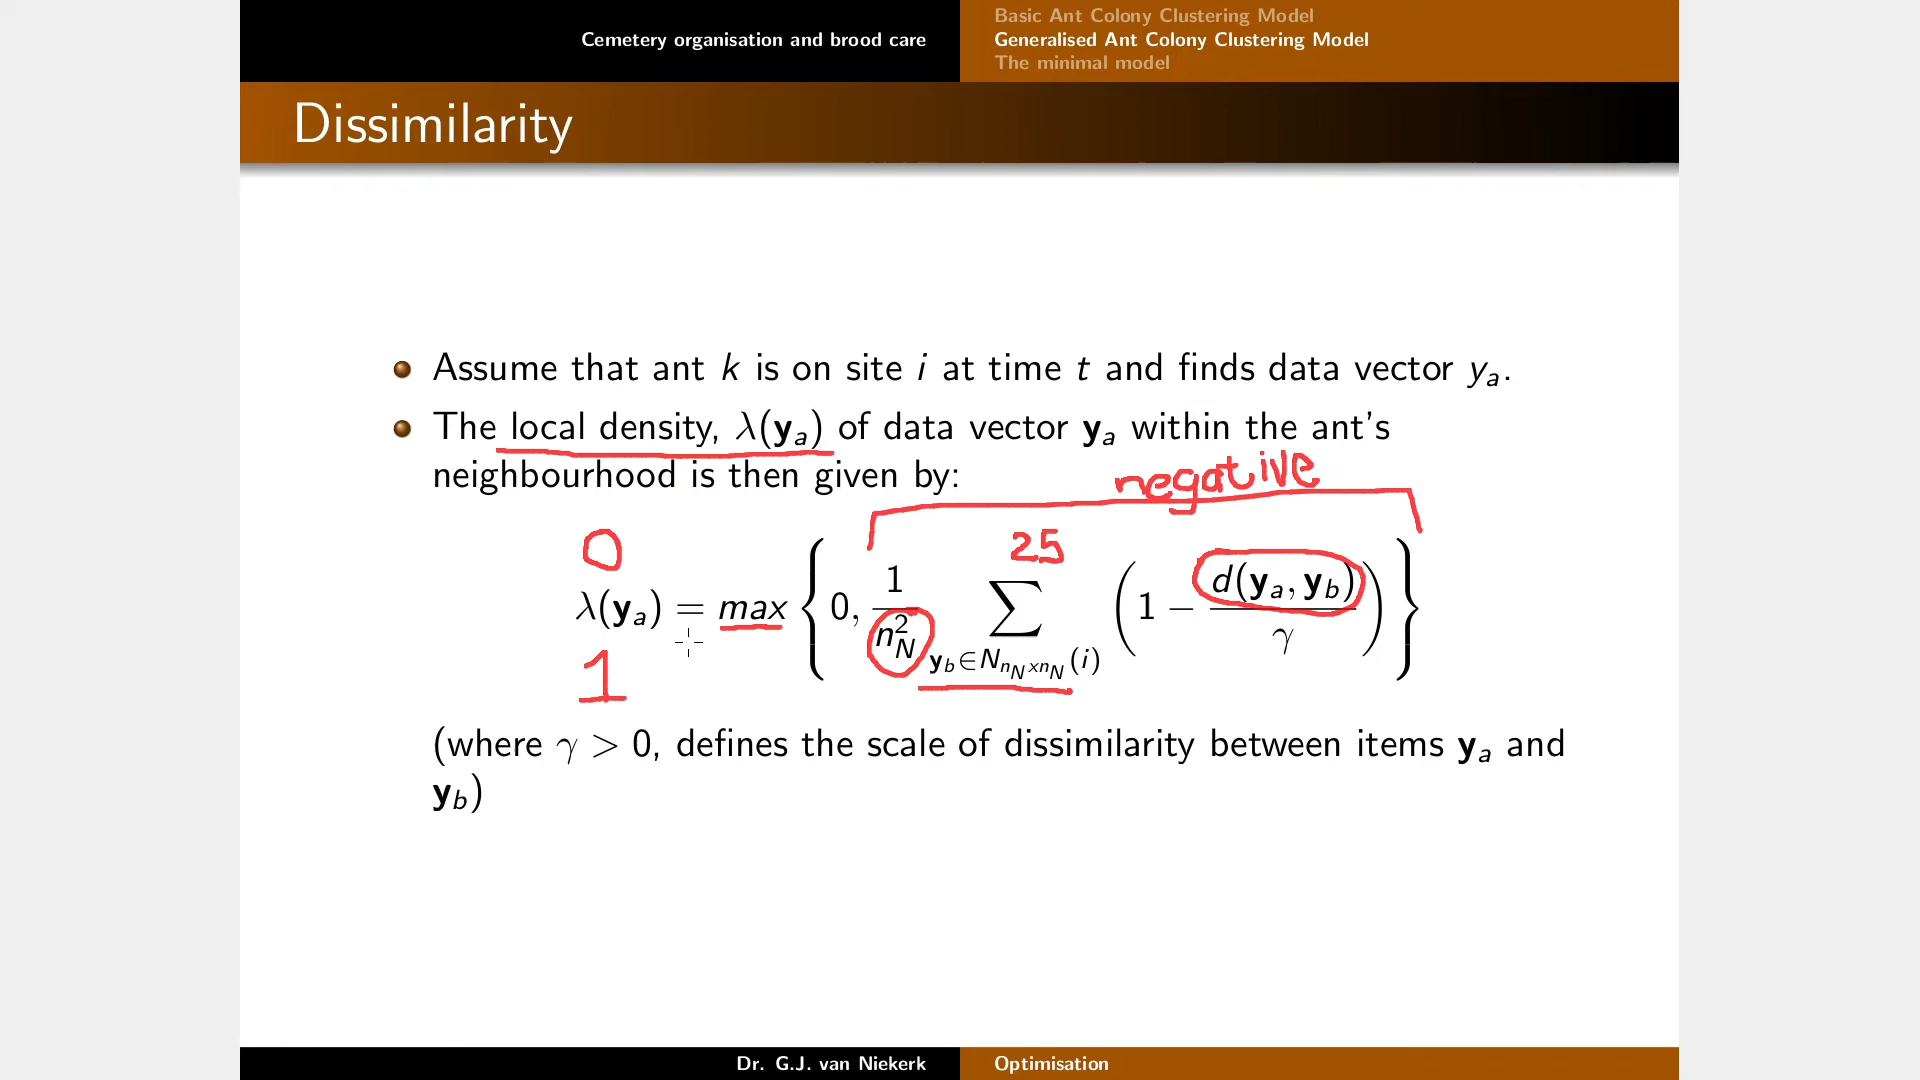 Cemetery organisation and brood care
Basic Ant Colony Clustering Model
Generalised Ant Colony Clustering Model
The minimal model
Dissimilarity
Assume that ant k is on site i at time t and finds data vector yₐ.
The local density, λ(yₐ) of data vector yₐ within the ant's
neighbourhood is then given by:
negative
0
25
λ(y_a) = max { 0, 1/n_N^2 ∑_{y_b∈N_{n_N×n_N}(i)} ( 1 − d(y_a, y_b)/γ ) }
1
(where γ > 0, defines the scale of dissimilarity between items y_a and
y_b)
Dr. G.J. van Niekerk
Optimisation